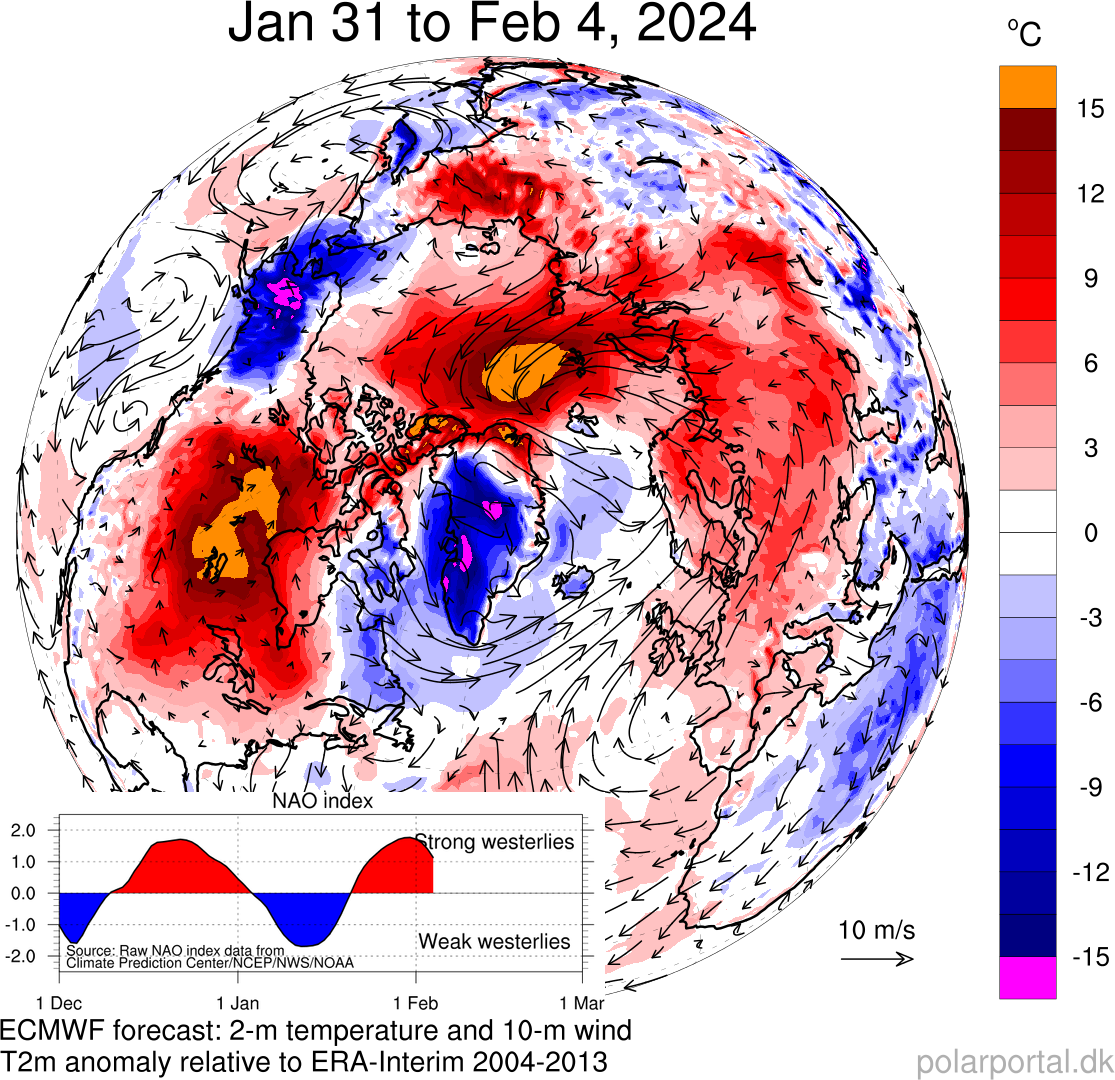 Jan 31 to Feb 4, 2024
oC
15
12
9
6
3
0
-3
-6
-9
-12
-15
NAO index
2.0
1.0
0.0
-1.0
-2.0
Strong westerlies
Weak westerlies
Source: Raw NAO index data from
Climate Prediction Center/NCEP/NWS/NOAA
1 Dec
1 Jan
1 Feb
1 Mar
10 m/s
ECMWF forecast: 2-m temperature and 10-m wind
T2m anomaly relative to ERA-Interim 2004-2013
polarportal.dk